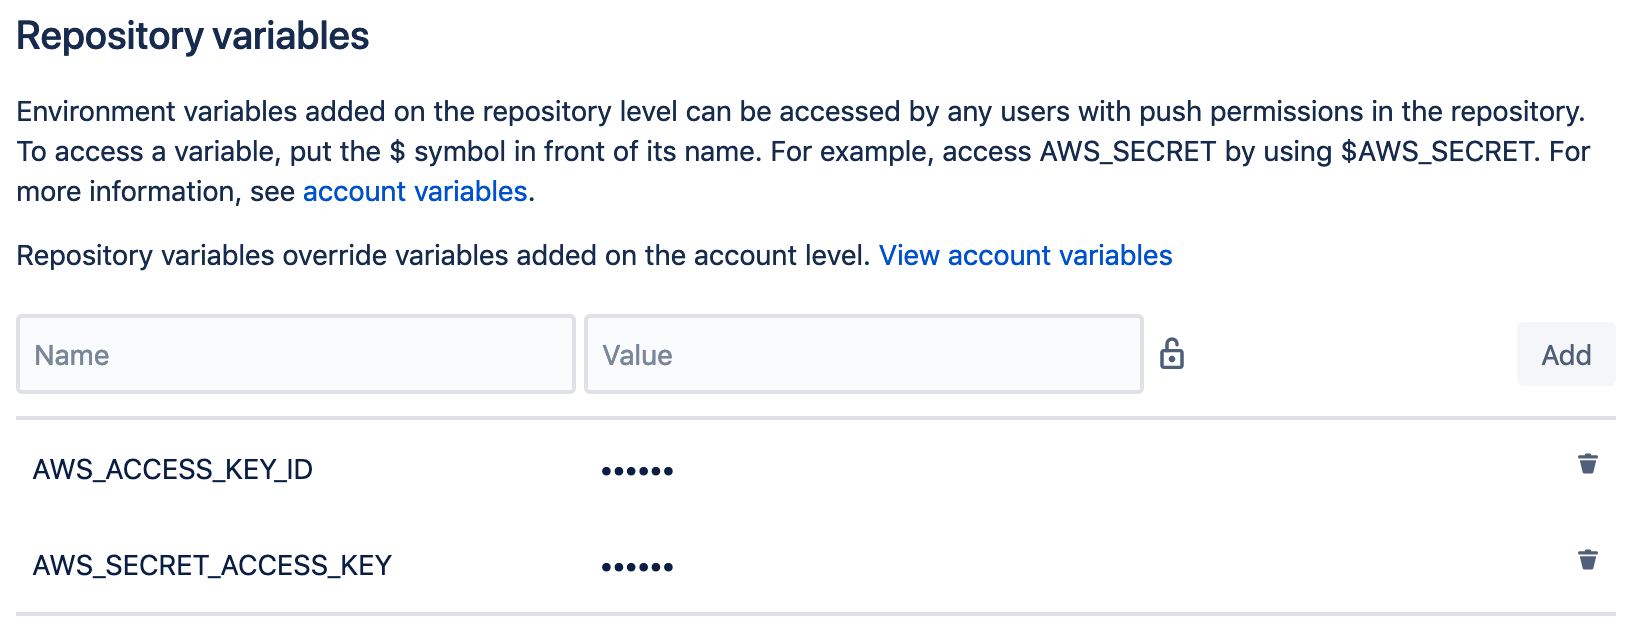 Repository variables
Environment variables added on the repository level can be accessed by any users with push permissions in the repository.
To access a variable, put the $ symbol in front of its name. For example, access AWS_SECRET by using $AWS_SECRET. For
more information, see account variables.
Repository variables override variables added on the account level. View account variables
Name Value Add
AWS_ACCESS_KEY_ID ••••••
AWS_SECRET_ACCESS_KEY ••••••